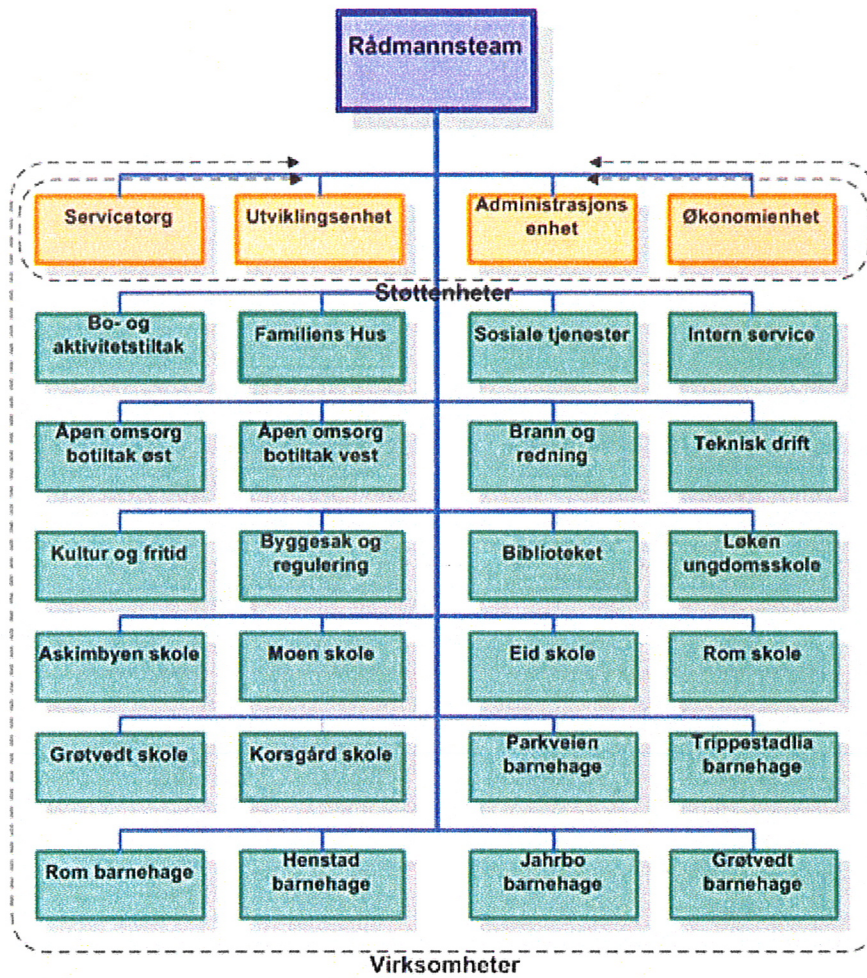 Rådmannsteam
Servicetorg
Utviklingsenhet
Administrasjons
enhet
Økonomienhet
Støttenheter
Bo- og
aktivitetstiltak
Familiens Hus
Sosiale tjenester
Intern service
Åpen omsorg
botiltak øst
Åpen omsorg
botiltak vest
Brann og
redning
Teknisk drift
Kultur og fritid
Byggesak og
regulering
Biblioteket
Løken
ungdomsskole
Askimbyen skole
Moen skole
Eid skole
Rom skole
Grøtvedt skole
Korsgård skole
Parkveien
barnehage
Trippestadlia
barnehage
Rom barnehage
Henstad
barnehage
Jahrbo
barnehage
Grøtvedt
barnehage
Virksomheter